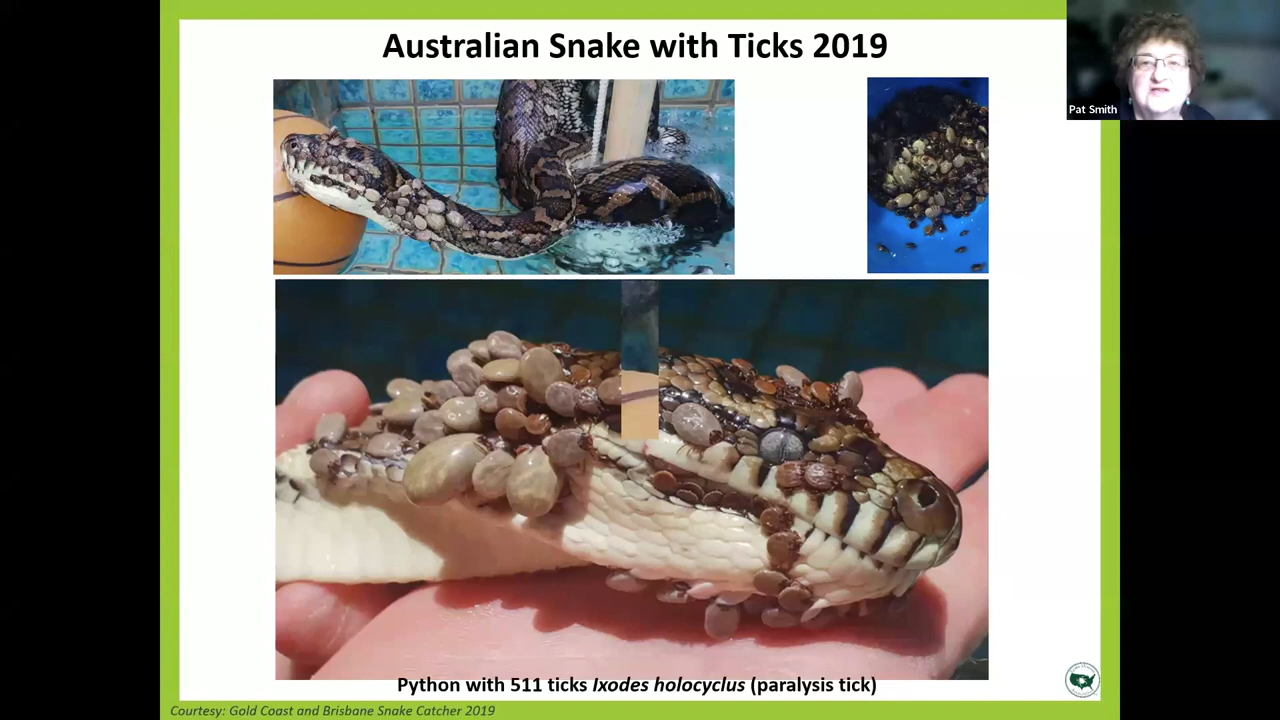 Australian Snake with Ticks 2019
Pat Smith
Python with 511 ticks Ixodes holocyclus (paralysis tick)
Courtesy: Gold Coast and Brisbane Snake Catcher 2019